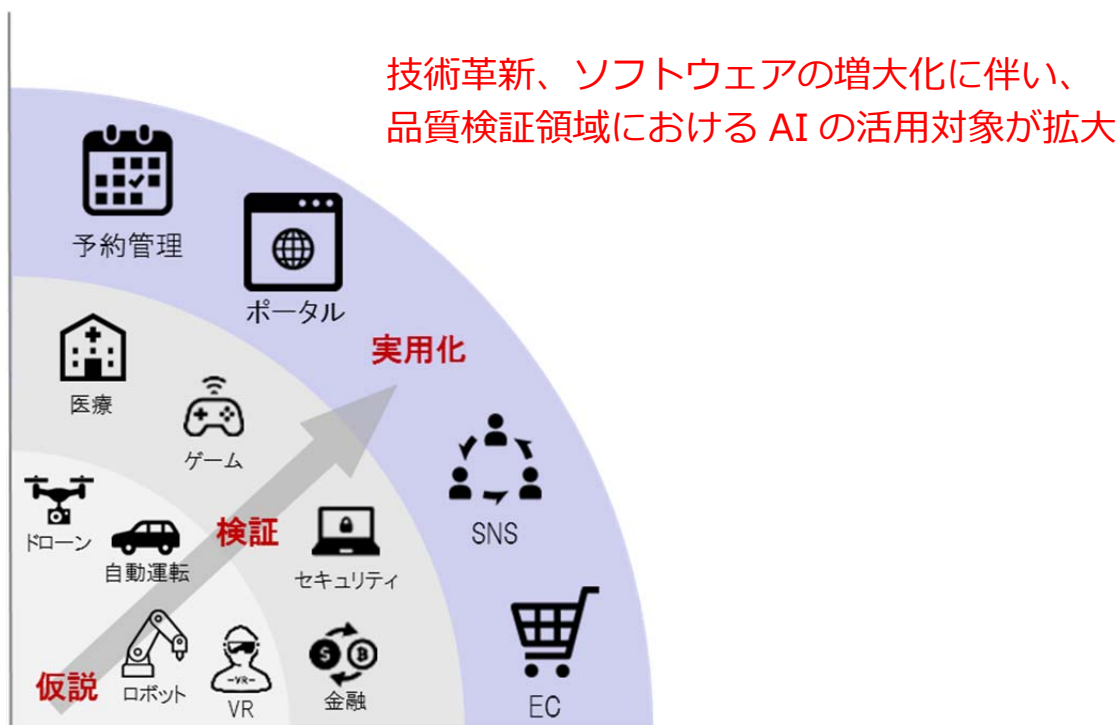 技術革新、ソフトウェアの増大化に伴い、
品質検証領域における AI の活用対象が拡大
予約管理
ポータル
実用化
医療
ゲーム
SNS
ドローン
自動運転
検証
セキュリティ
仮説
ロボット
-VR-
VR
金融
EC